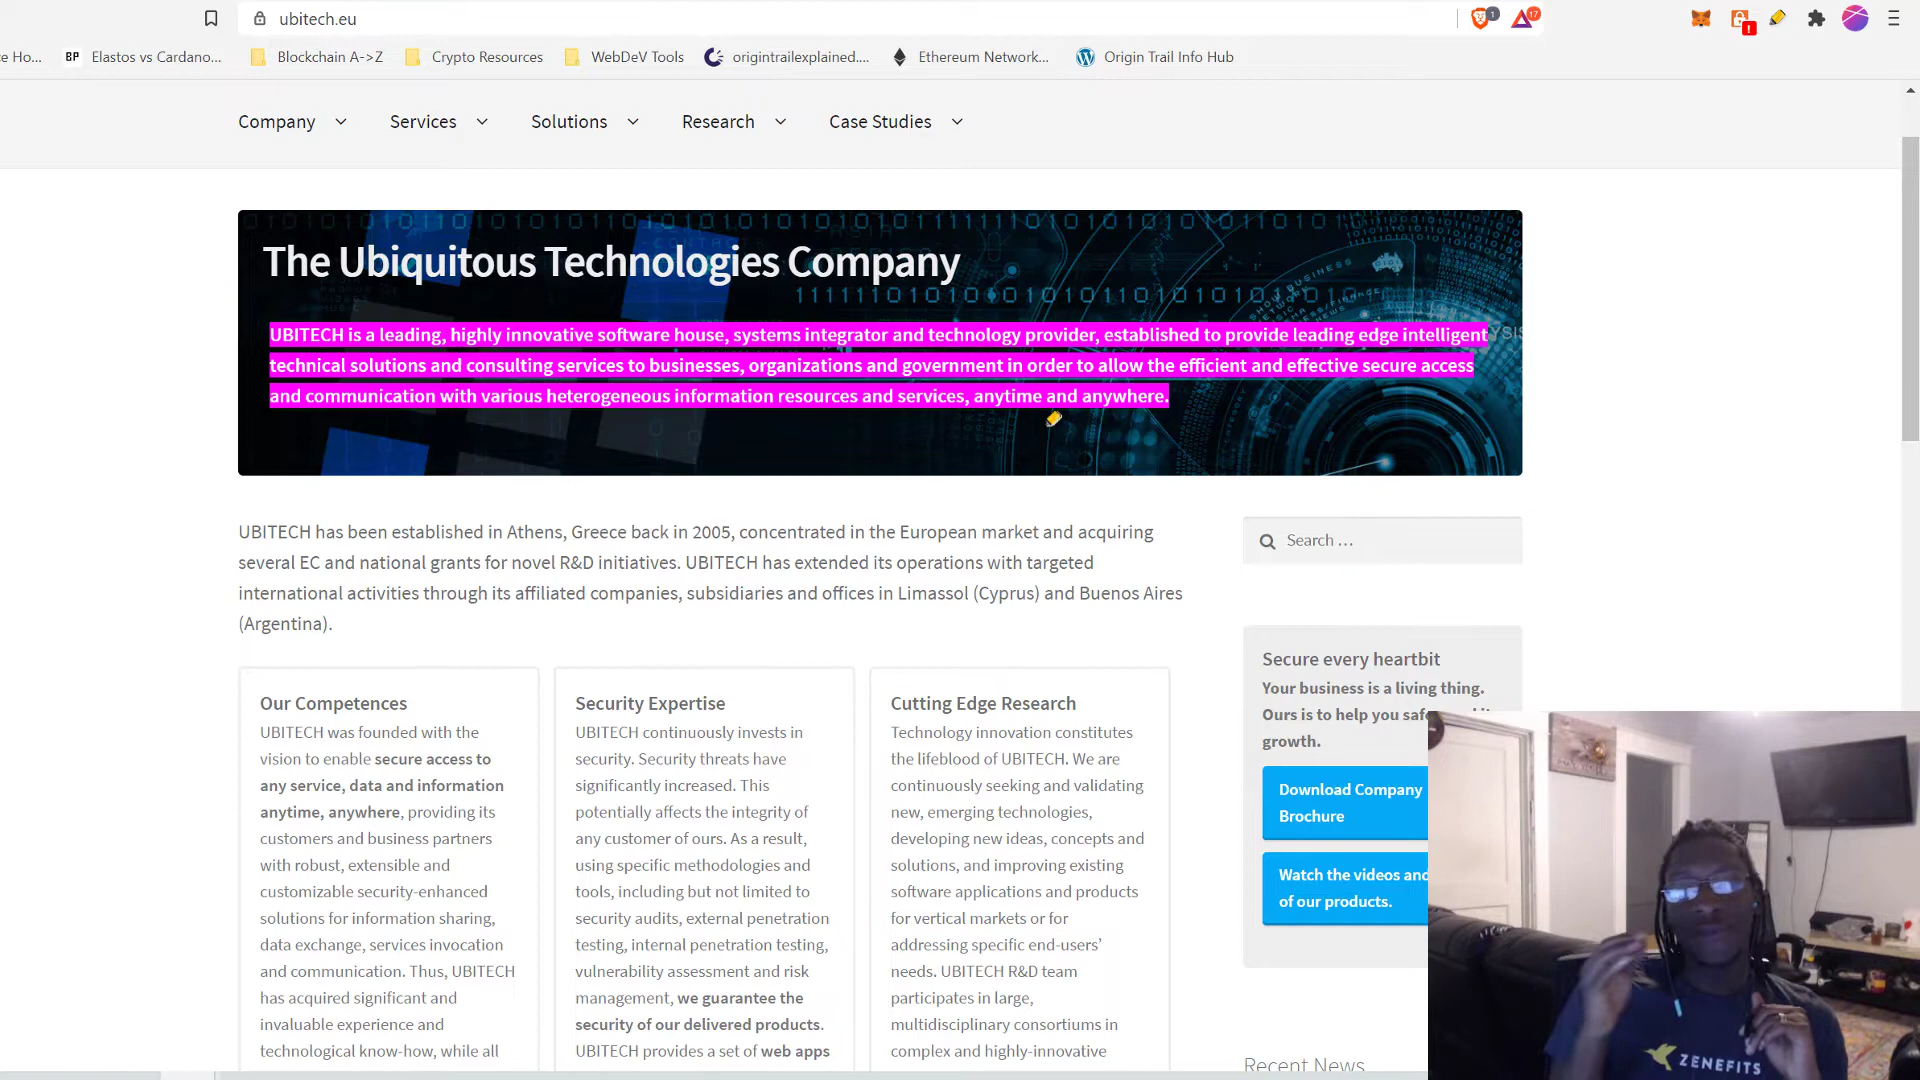 ubitech.eu
1
17
ce Ho...
BP Elastos vs Cardano...
Blockchain A->Z
Crypto Resources
WebDeV Tools
origintrailexplained....
Ethereum Network...
Origin Trail Info Hub
Company
Services
Solutions
Research
Case Studies
The Ubiquitous Technologies Company
UBITECH is a leading, highly innovative software house, systems integrator and technology provider, established to provide leading edge intelligent
technical solutions and consulting services to businesses, organizations and government in order to allow the efficient and effective secure access
and communication with various heterogeneous information resources and services, anytime and anywhere.
UBITECH has been established in Athens, Greece back in 2005, concentrated in the European market and acquiring
several EC and national grants for novel R&D initiatives. UBITECH has extended its operations with targeted
international activities through its affiliated companies, subsidiaries and offices in Limassol (Cyprus) and Buenos Aires
(Argentina).
Search …
Our Competences
UBITECH was founded with the
vision to enable secure access to
any service, data and information
anytime, anywhere, providing its
customers and business partners
with robust, extensible and
customizable security-enhanced
solutions for information sharing,
data exchange, services invocation
and communication. Thus, UBITECH
has acquired significant and
invaluable experience and
technological know-how, while all
Security Expertise
UBITECH continuously invests in
security. Security threats have
significantly increased. This
potentially affects the integrity of
any customer of ours. As a result,
using specific methodologies and
tools, including but not limited to
security audits, external penetration
testing, internal penetration testing,
vulnerability assessment and risk
management, we guarantee the
security of our delivered products.
UBITECH provides a set of web apps
Cutting Edge Research
Technology innovation constitutes
the lifeblood of UBITECH. We are
continuously seeking and validating
new, emerging technologies,
developing new ideas, concepts and
solutions, and improving existing
software applications and products
for vertical markets or for
addressing specific end-users’
needs. UBITECH R&D team
participates in large,
multidisciplinary consortiums in
complex and highly-innovative
Secure every heartbit
Your business is a living thing.
Ours is to help you
growth.
Download Company
Brochure
Watch the videos and
of our products.
Recent News
ZENEFITS